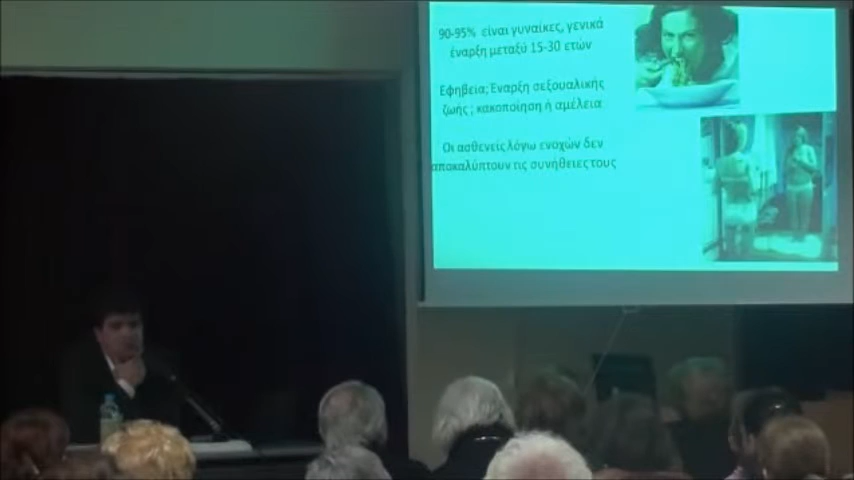 90-95% είναι γυναίκες, γενικά
έναρξη μεταξύ 15-30 ετών
Εφηβεία; Έναρξη σεξουαλικής
ζωής ; κακοποίηση ή αμέλεια
Οι ασθενείς λόγω ενοχών δεν
αποκαλύπτουν τις συνήθειες τους